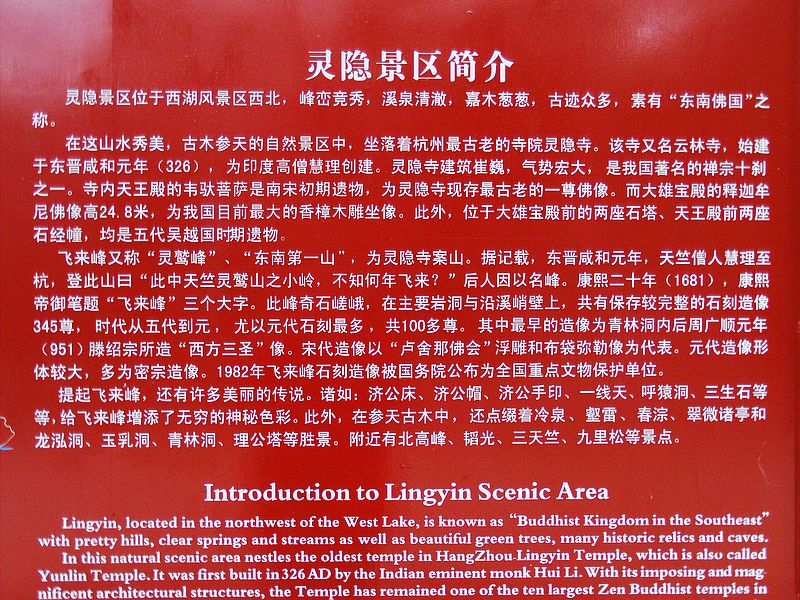 灵隐景区简介
灵隐景区位于西湖风景区西北，峰峦竞秀，溪泉清澈，嘉木葱葱，古迹众多，素有“东南佛国”之
称。
在这山水秀美，古木参天的自然景区中，坐落着杭州最古老的寺院灵隐寺。该寺又名云林寺，始建
于东晋咸和元年（326），为印度高僧慧理创建。灵隐寺建筑崔巍，气势宏大，是我国著名的禅宗十刹
之一。寺内天王殿的韦驮菩萨是南宋初期遗物，为灵隐寺现存最古老的一尊佛像。而大雄宝殿的释迦牟
尼佛像高24.8米，为我国目前最大的香樟木雕坐像。此外，位于大雄宝殿前的两座石塔、天王殿前两座
石经幢，均是五代吴越国时期遗物。
飞来峰又称“灵鹫峰”、“东南第一山”，为灵隐寺案山。据记载，东晋咸和元年，天竺僧人慧理至
杭，登此山曰“此中天竺灵鹫山之小岭，不知何年飞来？”后人因以名峰。康熙二十年（1681），康熙
帝御笔题“飞来峰”三个大字。此峰奇石嵯峨，在主要岩洞与沿溪峭壁上，共有保存较完整的石刻造像
345尊，时代从五代到元，尤以元代石刻最多，共100多尊。其中最早的造像为青林洞内后周广顺元年
（951）滕绍宗所造“西方三圣”像。宋代造像以“卢舍那佛会”浮雕和布袋弥勒像为代表。元代造像形
体较大，多为密宗造像。1982年飞来峰石刻造像被国务院公布为全国重点文物保护单位。
提起飞来峰，还有许多美丽的传说。诸如：济公床、济公帽、济公手印、一线天、呼猿洞、三生石等
等，给飞来峰增添了无穷的神秘色彩。此外，在参天古木中，还点缀着冷泉、壑雷、春淙、翠微诸亭和
龙泓洞、玉乳洞、青林洞、理公塔等胜景。附近有北高峰、韬光、三天竺、九里松等景点。
Introduction to Lingyin Scenic Area
Lingyin, located in the northwest of the West Lake, is known as “Buddhist Kingdom in the Southeast”
with pretty hills, clear springs and streams as well as beautiful green trees, many historic relics and caves.
In this natural scenic area nestles the oldest temple in HangZhou-Lingyin Temple, which is also called
Yunlin Temple. It was first built in 326 AD by the Indian eminent monk Hui Li. With its imposing and mag-
nificent architectural structures, the Temple has remained one of the ten largest Zen Buddhist temples in